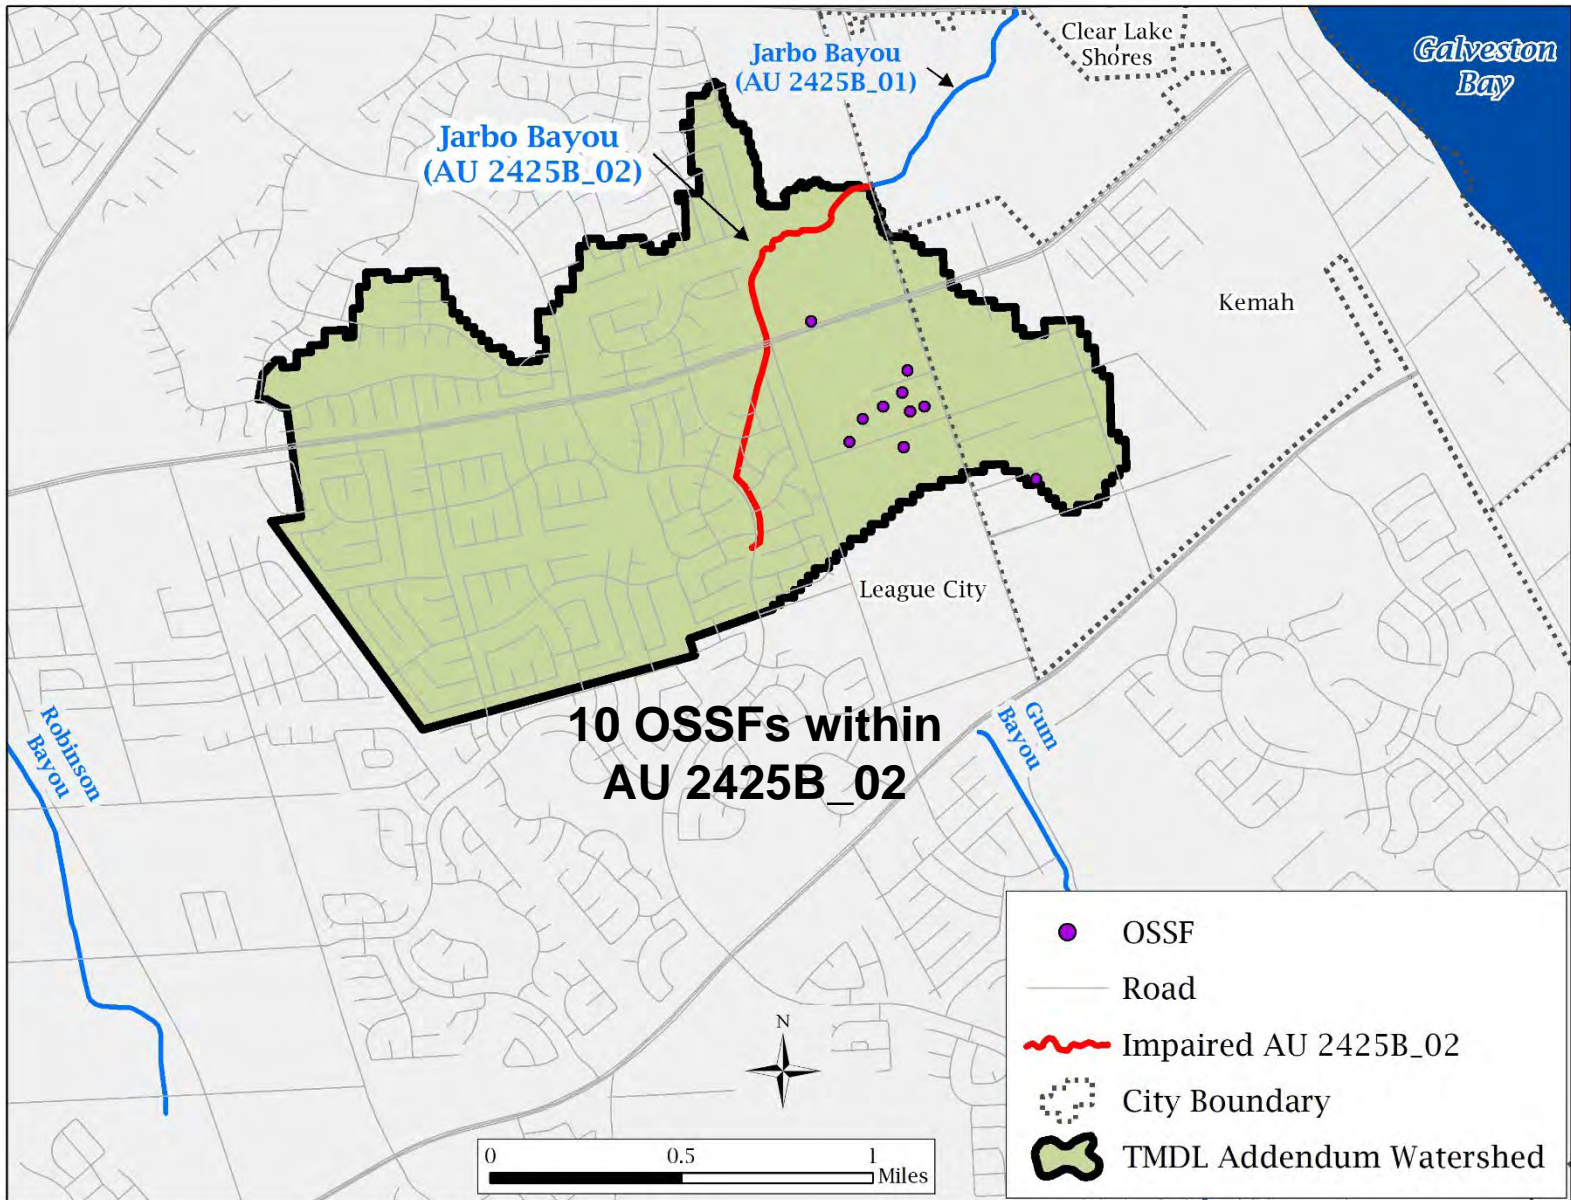 Clear Lake
Shores
Galveston
Bay
Jarbo Bayou
(AU 2425B_01)
Jarbo Bayou
(AU 2425B_02)
Kemah
League City
Robinson
Bayou
Gum
Bayou
10 OSSFs within
AU 2425B_02
OSSF
Road
Impaired AU 2425B_02
City Boundary
TMDL Addendum Watershed
N
0 0.5 1
Miles